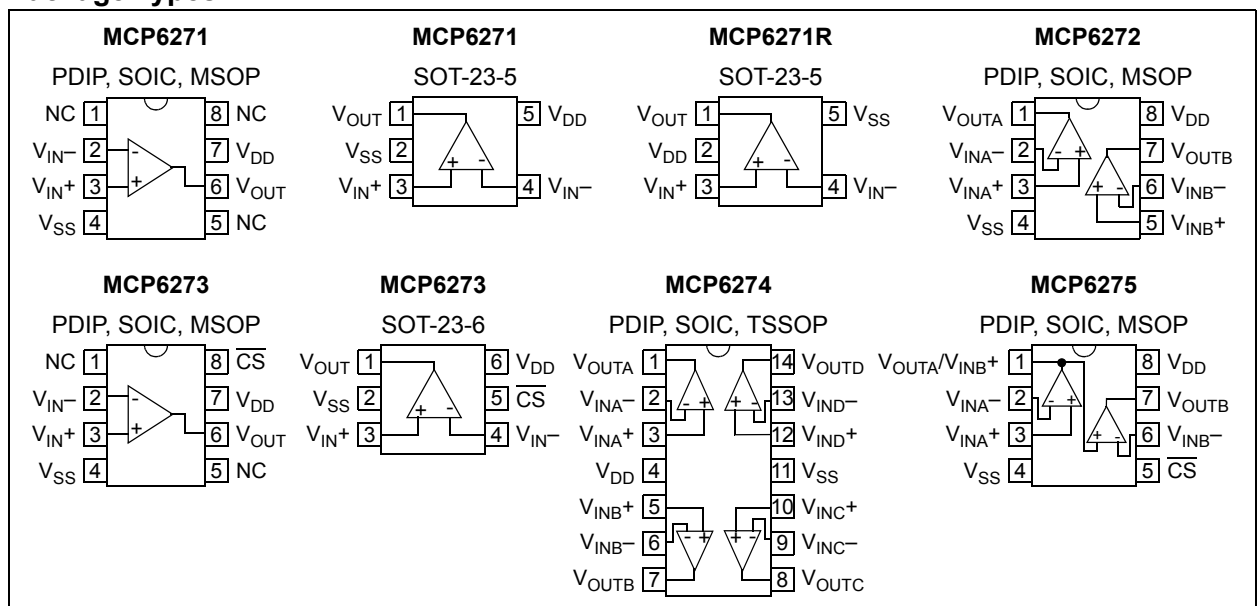 MCP6271
PDIP, SOIC, MSOP
NC 1
8 NC
VIN– 2
7 VDD
VIN+ 3
6 VOUT
VSS 4
5 NC
- +
MCP6271
SOT-23-5
VOUT 1
5 VDD
VSS 2
VIN+ 3
4 VIN–
+ -
MCP6271R
SOT-23-5
VOUT 1
5 VSS
VDD 2
VIN+ 3
4 VIN–
+ -
MCP6272
PDIP, SOIC, MSOP
VOUTA 1
8 VDD
VINA– 2
7 VOUTB
VINA+ 3
6 VINB–
VSS 4
5 VINB+
- +
+ -
MCP6273
PDIP, SOIC, MSOP
NC 1
8 CS
VIN– 2
7 VDD
VIN+ 3
6 VOUT
VSS 4
5 NC
- +
MCP6273
SOT-23-6
VOUT 1
6 VDD
VSS 2
5 CS
VIN+ 3
4 VIN–
+ -
MCP6274
PDIP, SOIC, TSSOP
VOUTA 1
14 VOUTD
VINA– 2
13 VIND–
VINA+ 3
12 VIND+
VDD 4
11 VSS
VINB+ 5
10 VINC+
VINB– 6
9 VINC–
VOUTB 7
8 VOUTC
- +
+ -
- +
+ -
MCP6275
PDIP, SOIC, MSOP
VOUTA/VINB+ 1
8 VDD
VINA– 2
7 VOUTB
VINA+ 3
6 VINB–
VSS 4
5 CS
- +
+ -